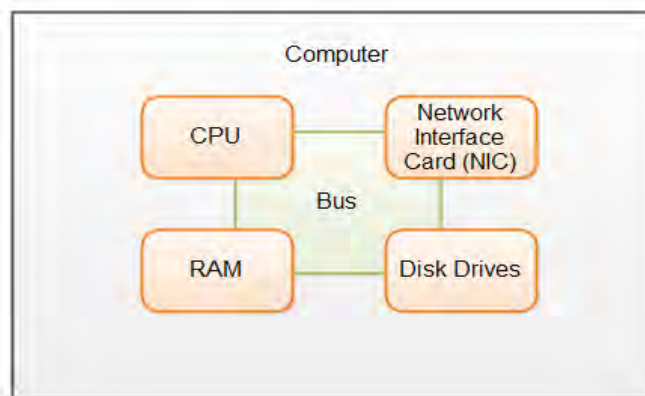 Computer
CPU
Network
Interface
Card (NIC)
Bus
RAM
Disk Drives